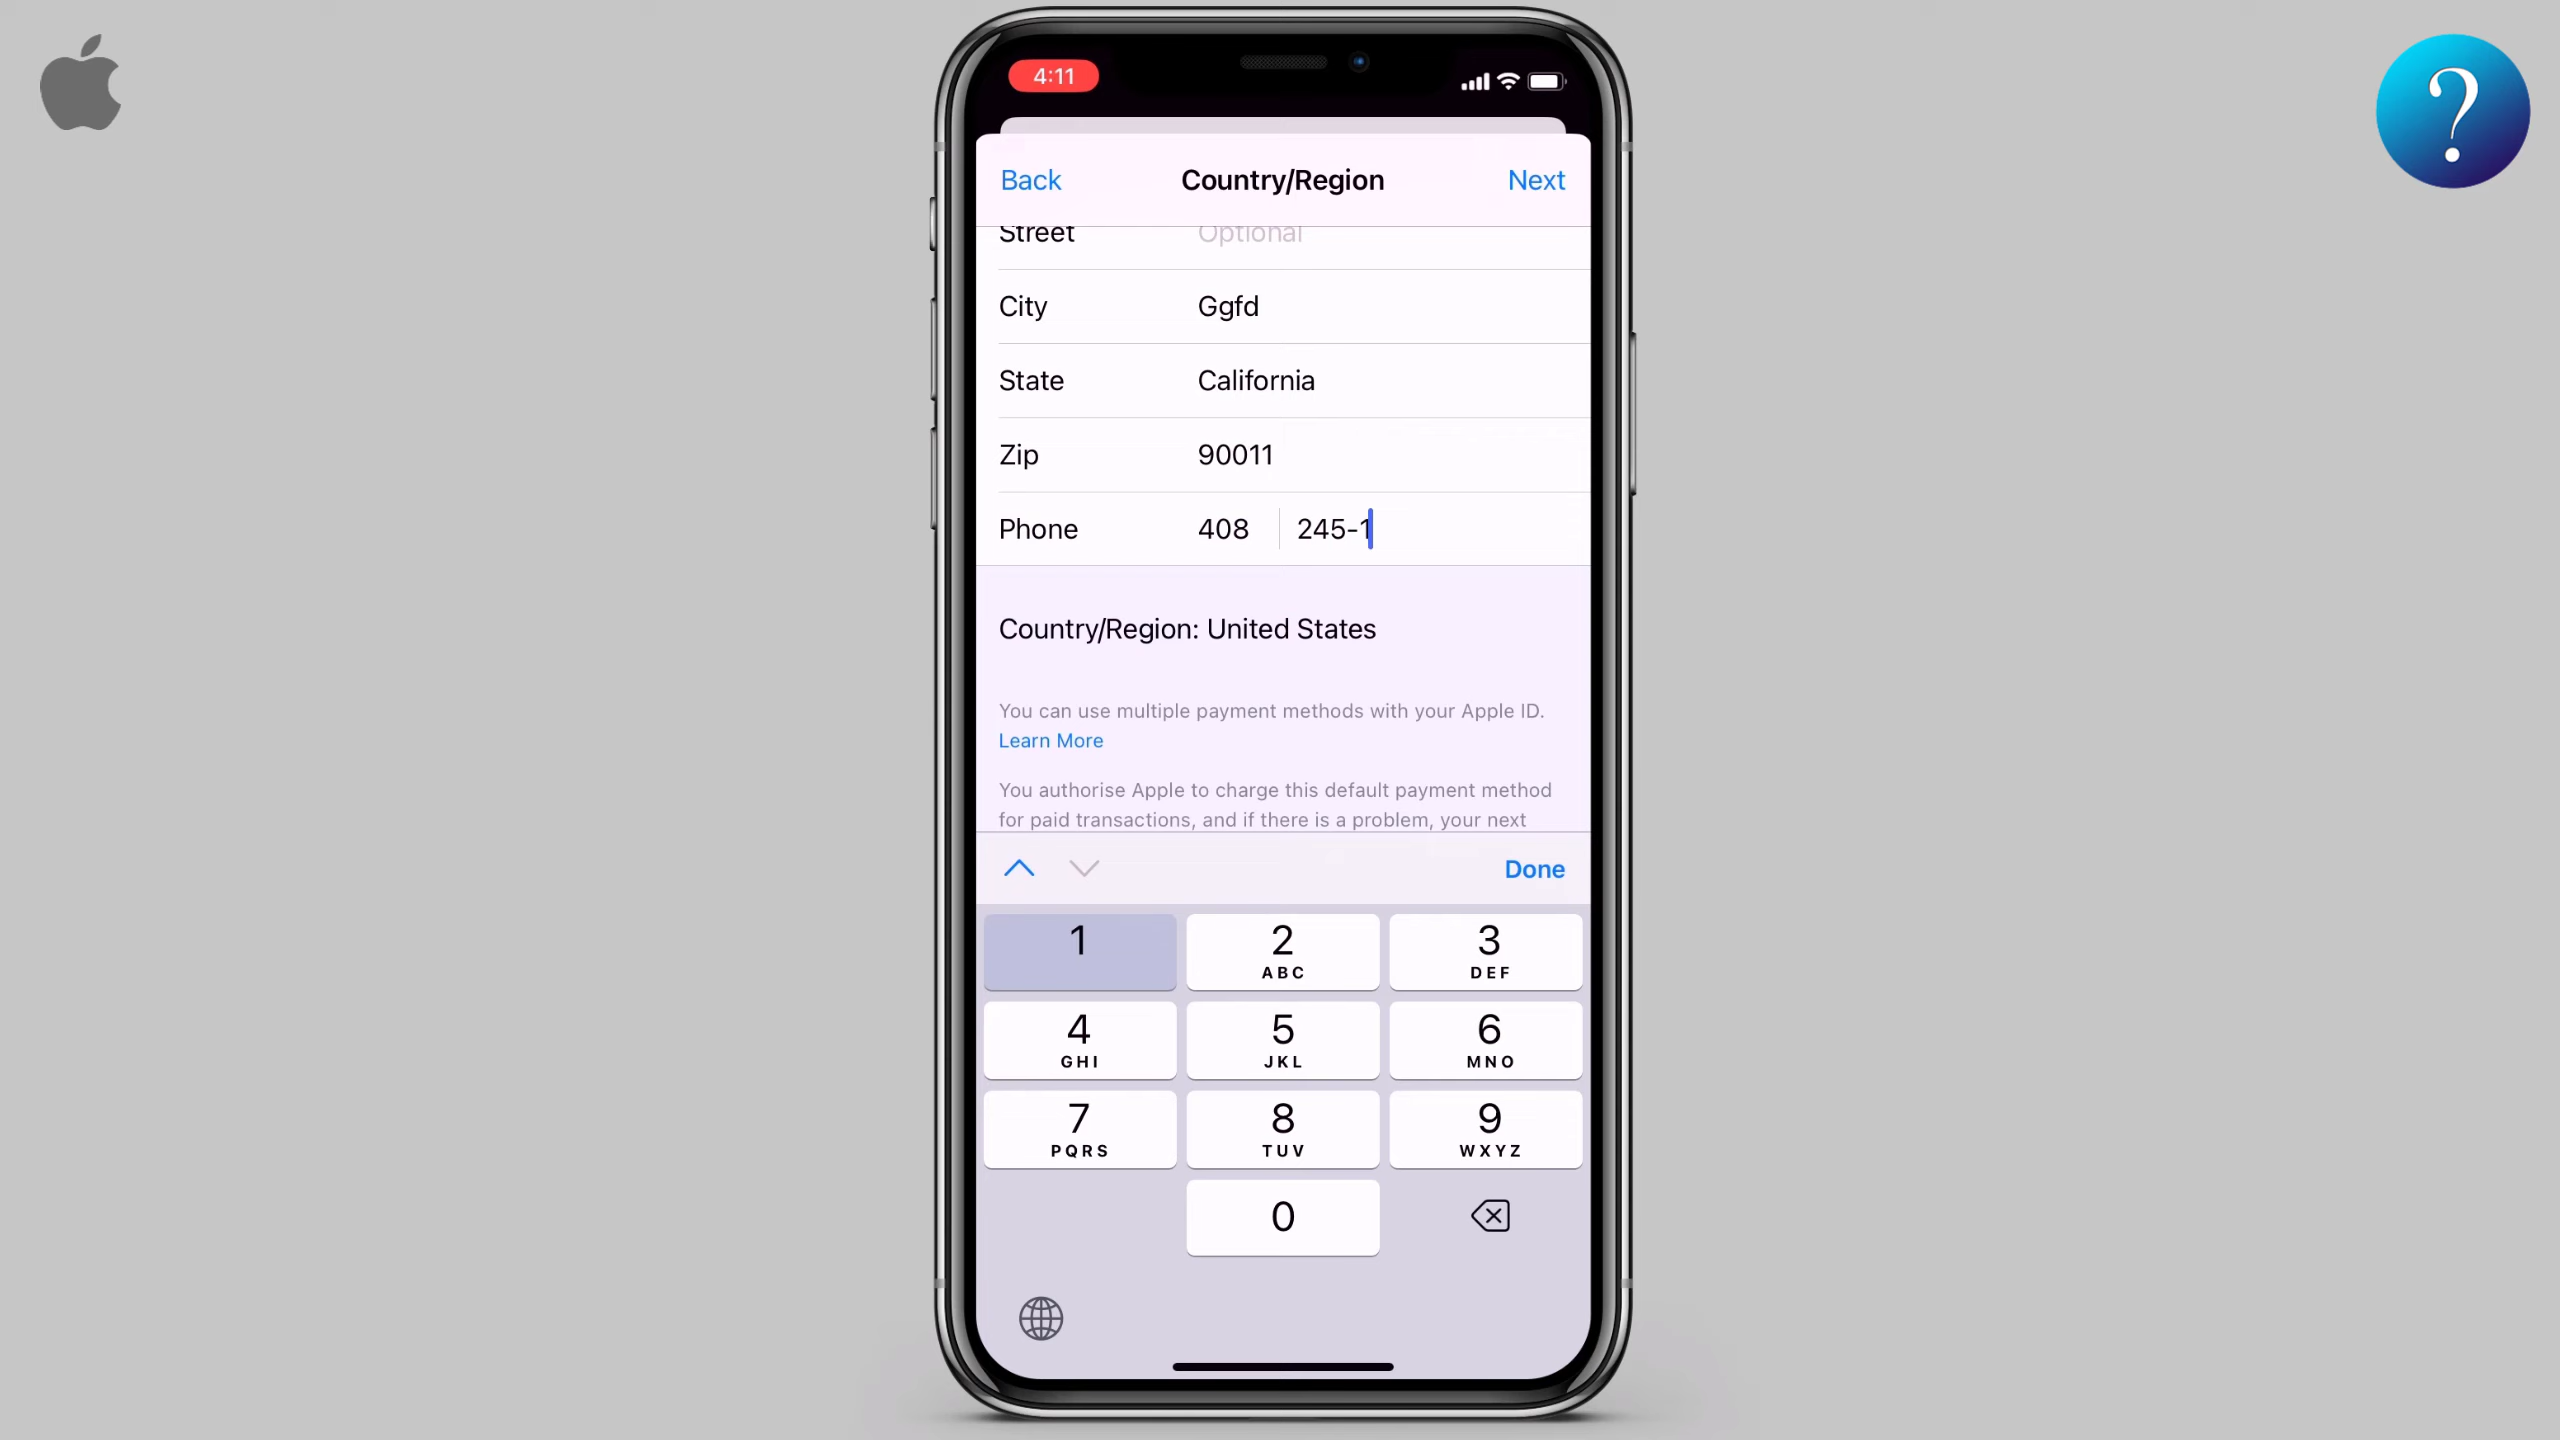 4:11
?
Back Country/Region Next
Street Optional
City Ggfd
State California
Zip 90011
Phone 408 245-1
Country/Region: United States
You can use multiple payment methods with your Apple ID.
Learn More
You authorise Apple to charge this default payment method
for paid transactions, and if there is a problem, your next
Done
1 2 3
ABC DEF
4 5 6
GHI JKL MNO
7 8 9
PQRS TUV WXYZ
0